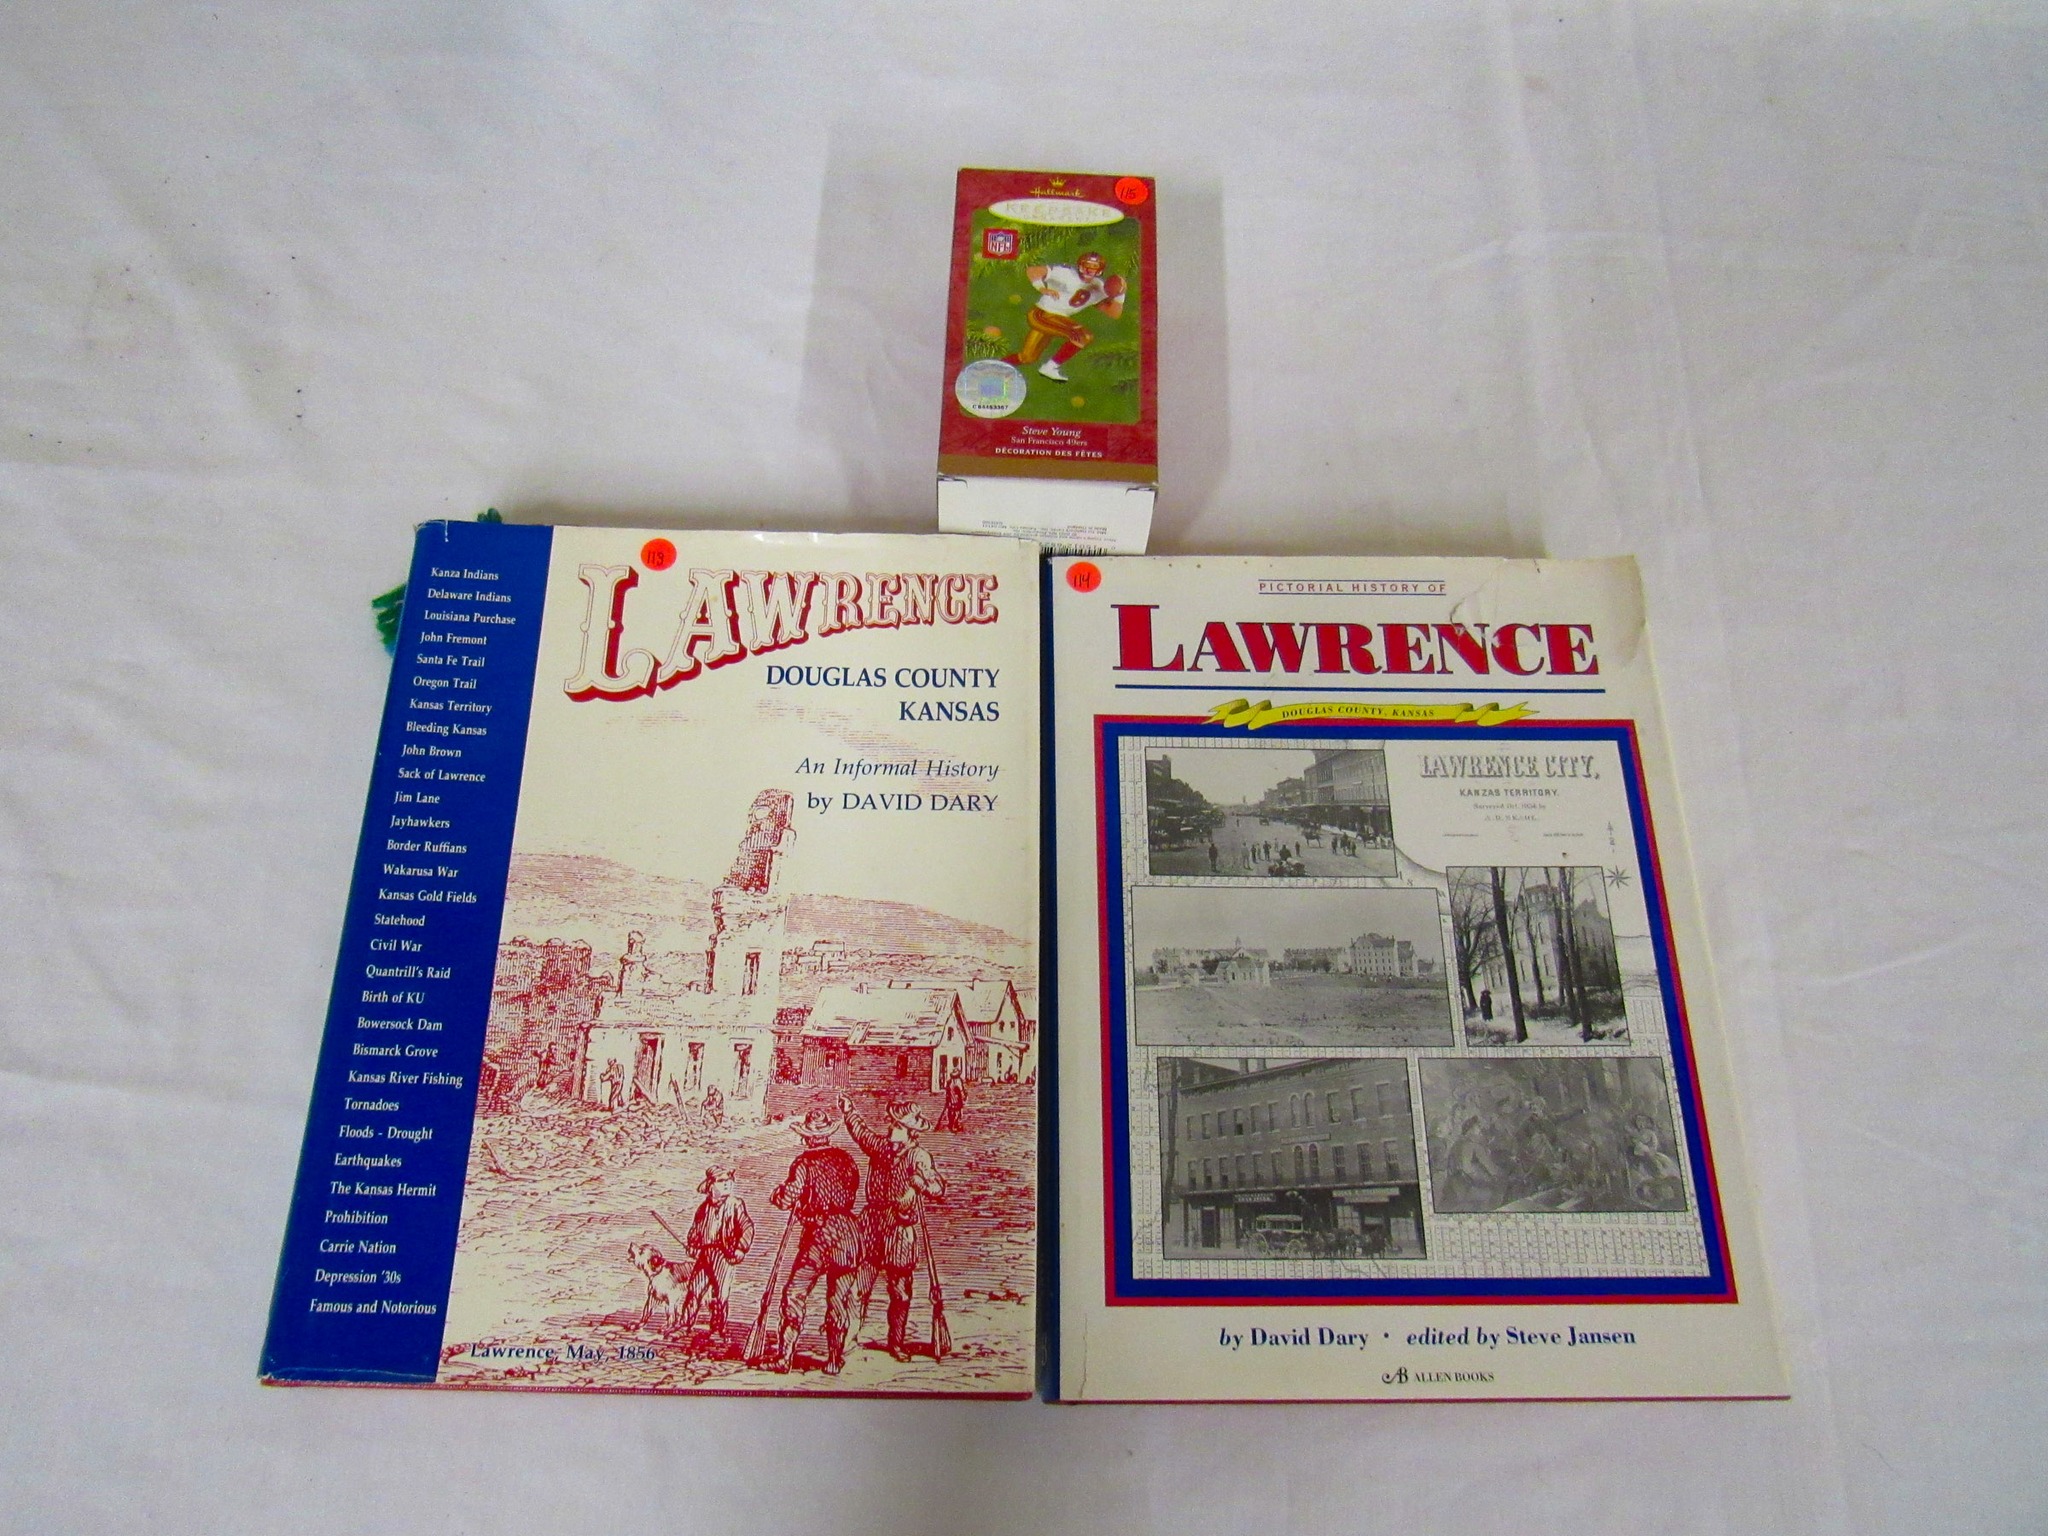 Hallmark
KEEPSAKE
115
NFL
Steve Young
San Francisco 49ers
DÉCORATION DES FÊTES
8
113
LAWRENCE
DOUGLAS COUNTY
KANSAS
An Informal History
by DAVID DARY
Lawrence, May, 1856
Kanza Indians
Delaware Indians
Louisiana Purchase
John Fremont
Santa Fe Trail
Oregon Trail
Kansas Territory
Bleeding Kansas
John Brown
Sack of Lawrence
Jim Lane
Jayhawkers
Border Ruffians
Wakarusa War
Kansas Gold Fields
Statehood
Civil War
Quantrill's Raid
Birth of KU
Bowersock Dam
Bismarck Grove
Kansas River Fishing
Tornadoes
Floods - Drought
Earthquakes
The Kansas Hermit
Prohibition
Carrie Nation
Depression '30s
Famous and Notorious
114
PICTORIAL HISTORY OF
LAWRENCE
DOUGLAS COUNTY, KANSAS
LAWRENCE CITY,
KANZAS TERRITORY.
by David Dary • edited by Steve Jansen
AB ALLEN BOOKS